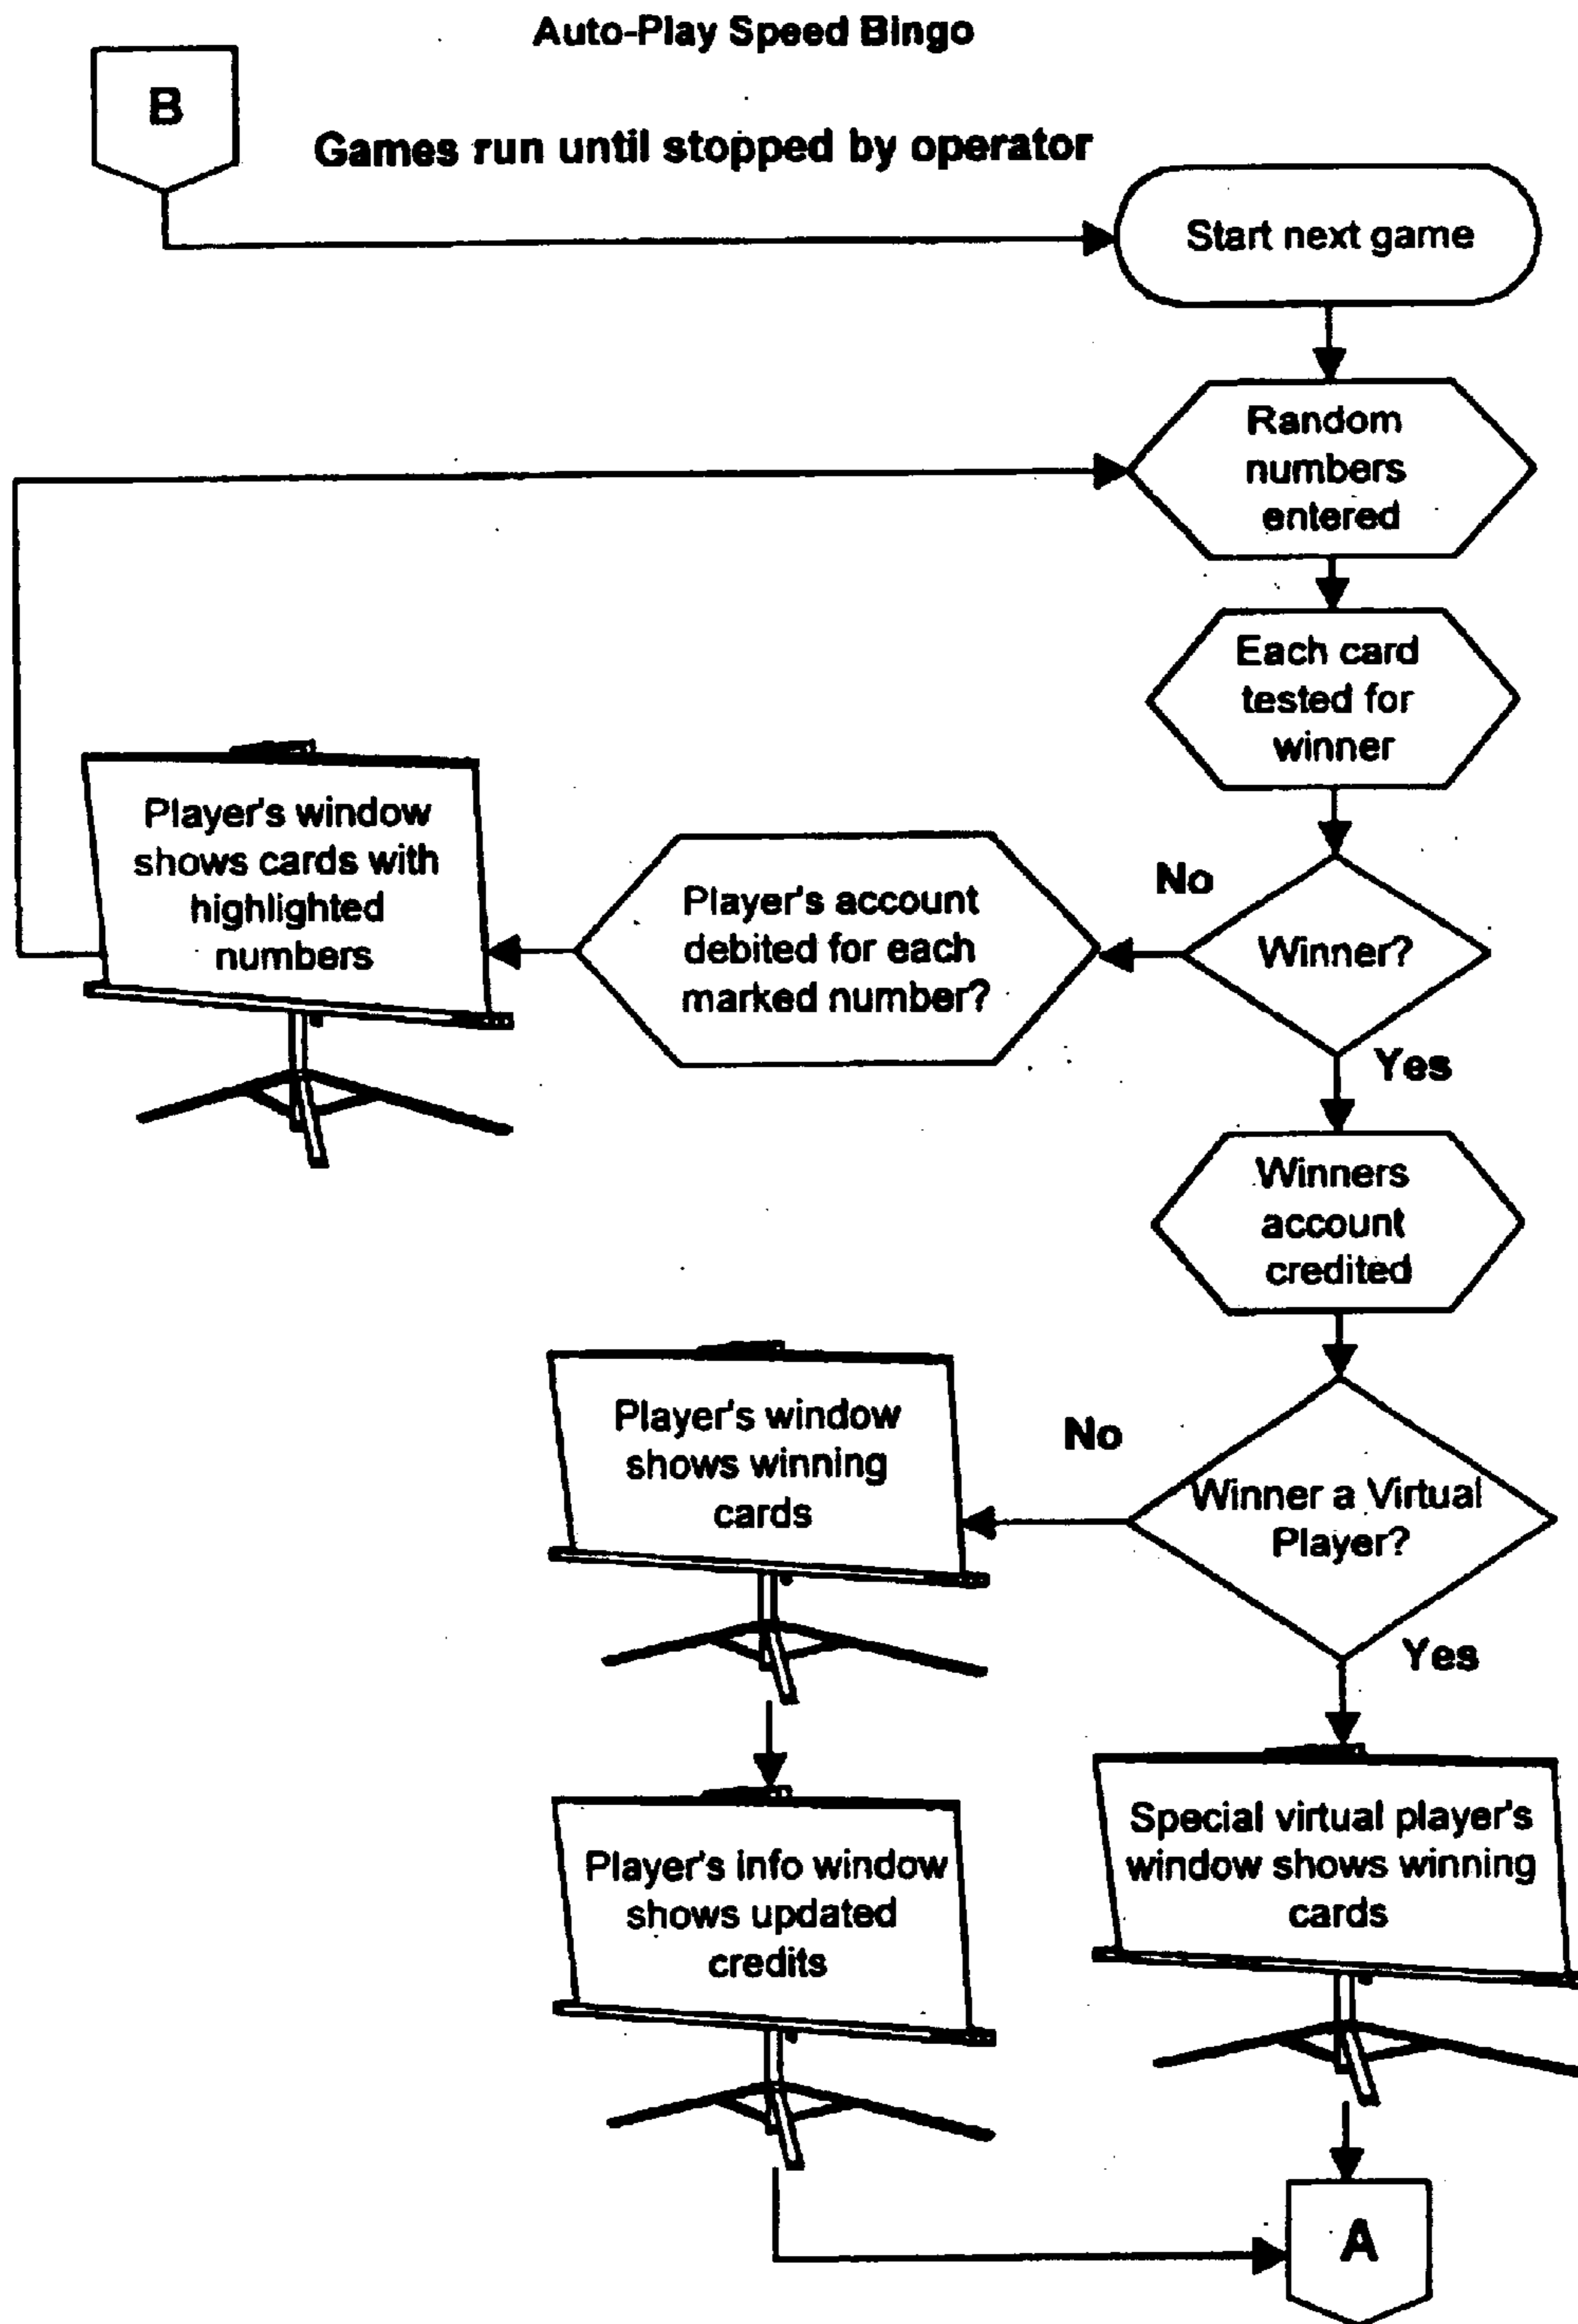 Auto-Play Speed Bingo
B
Games run until stopped by operator
Start next game
Random
numbers
entered
Each card
tested for
winner
Player's window
shows cards with
highlighted
numbers
Player's account
debited for each
marked number?
No
Winner?
Yes
Winners
account
credited
Player's window
shows winning
cards
No
Winner a Virtual
Player?
Yes
Player's info window
shows updated
credits
Special virtual player's
window shows winning
cards
A